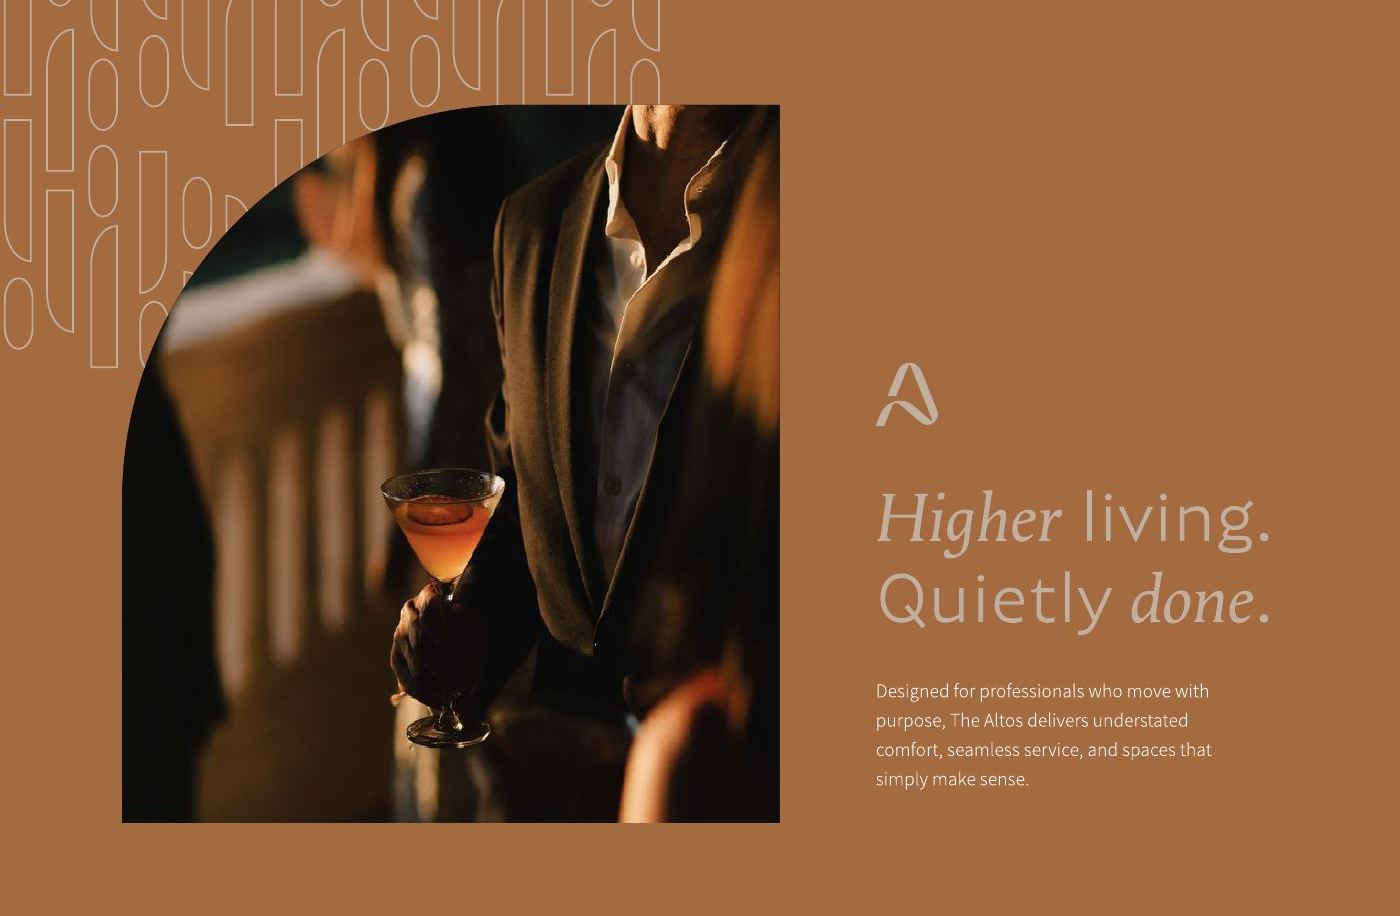 Higher living.
Quietly done.
Designed for professionals who move with
purpose, The Altos delivers understated
comfort, seamless service, and spaces that
simply make sense.